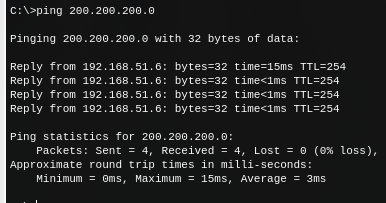 C:\>ping 200.200.200.0
Pinging 200.200.200.0 with 32 bytes of data:
Reply from 192.168.51.6: bytes=32 time=15ms TTL=254
Reply from 192.168.51.6: bytes=32 time<1ms TTL=254
Reply from 192.168.51.6: bytes=32 time<1ms TTL=254
Reply from 192.168.51.6: bytes=32 time<1ms TTL=254
Ping statistics for 200.200.200.0:
Packets: Sent = 4, Received = 4, Lost = 0 (0% loss),
Approximate round trip times in milli-seconds:
Minimum = 0ms, Maximum = 15ms, Average = 3ms